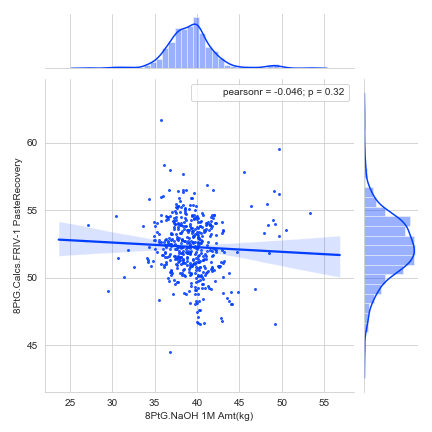 pearsonr = -0.046; p = 0.32
60
55
50
45
8PtG.Calcs.FRIV-1 PasteRecovery
25 30 35 40 45 50 55
8PtG.NaOH 1M Amt(kg)